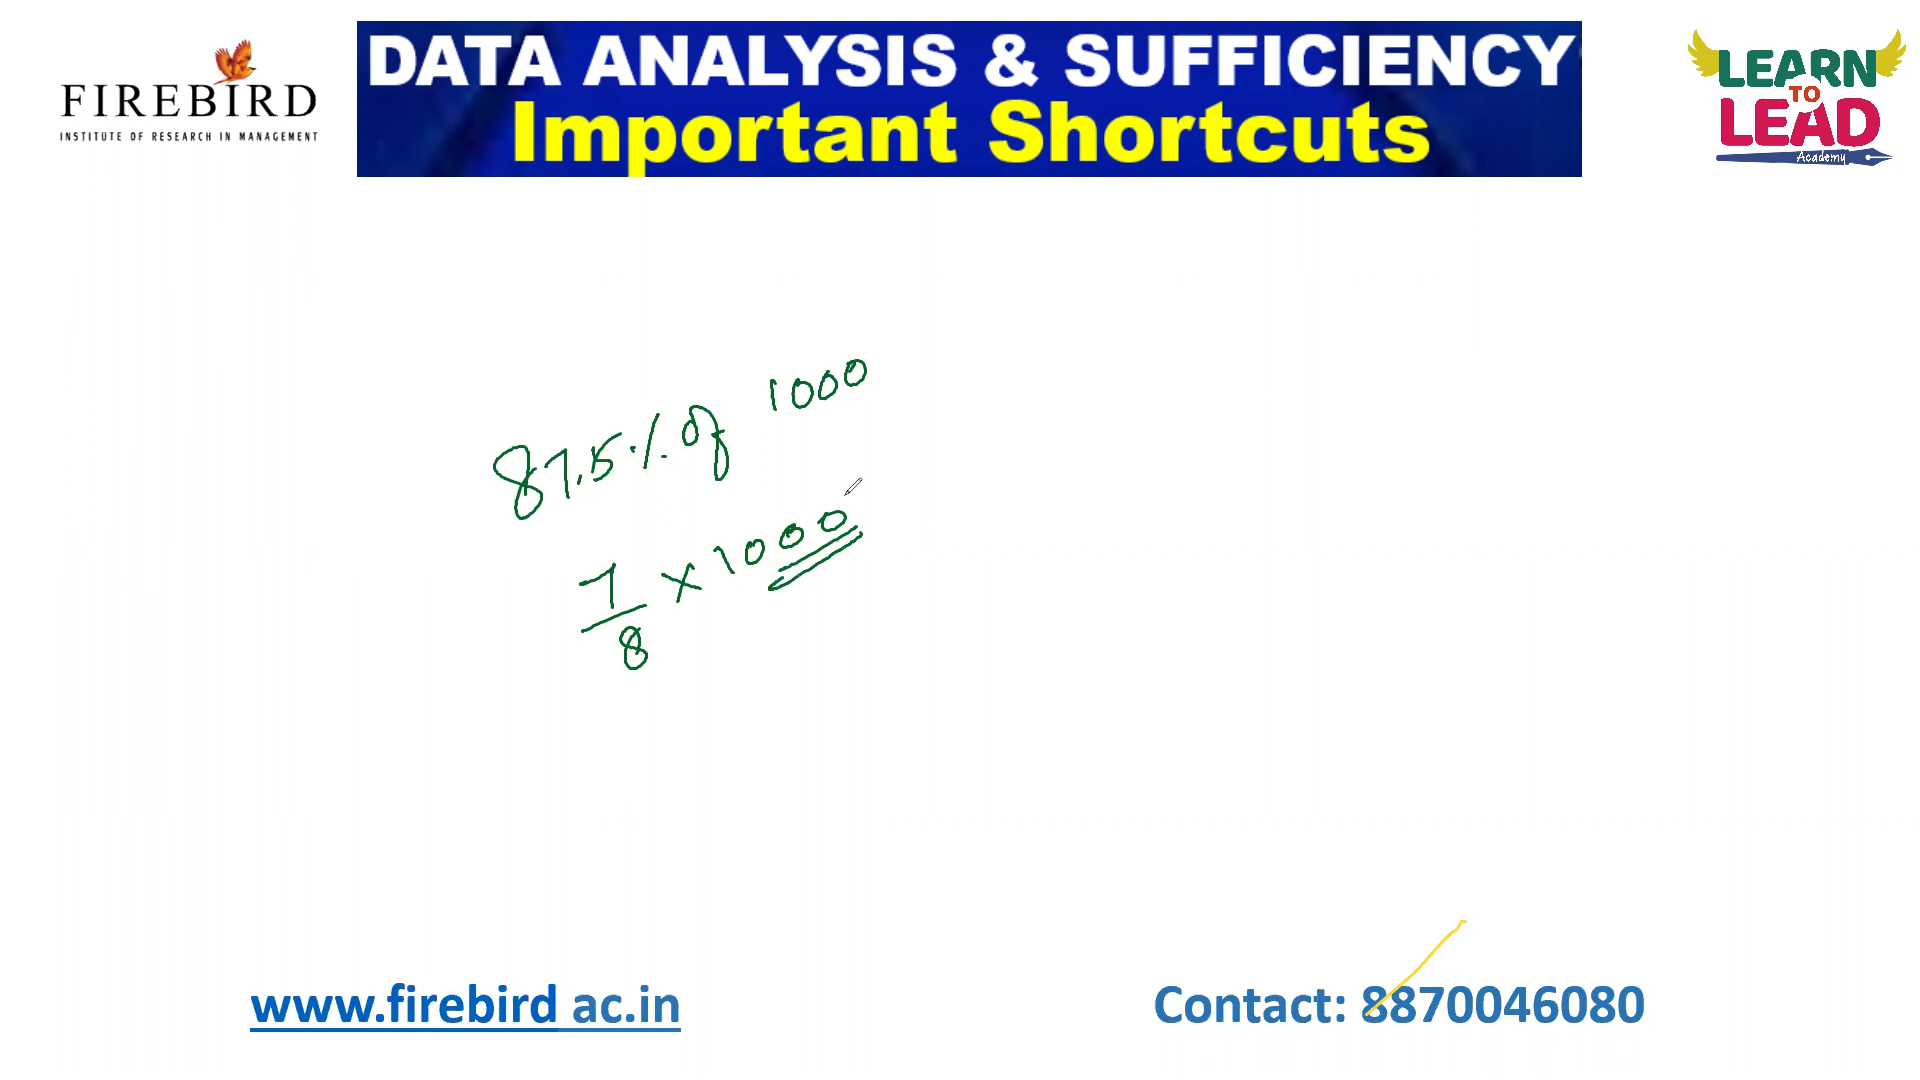 FIREBIRD
INSTITUTE OF RESEARCH IN MANAGEMENT
DATA ANALYSIS & SUFFICIENCY
Important Shortcuts
LEARN
TO
LEAD
Academy
87.5% of 1000
7/8 × 1000
www.firebird ac.in
Contact: 8870046080